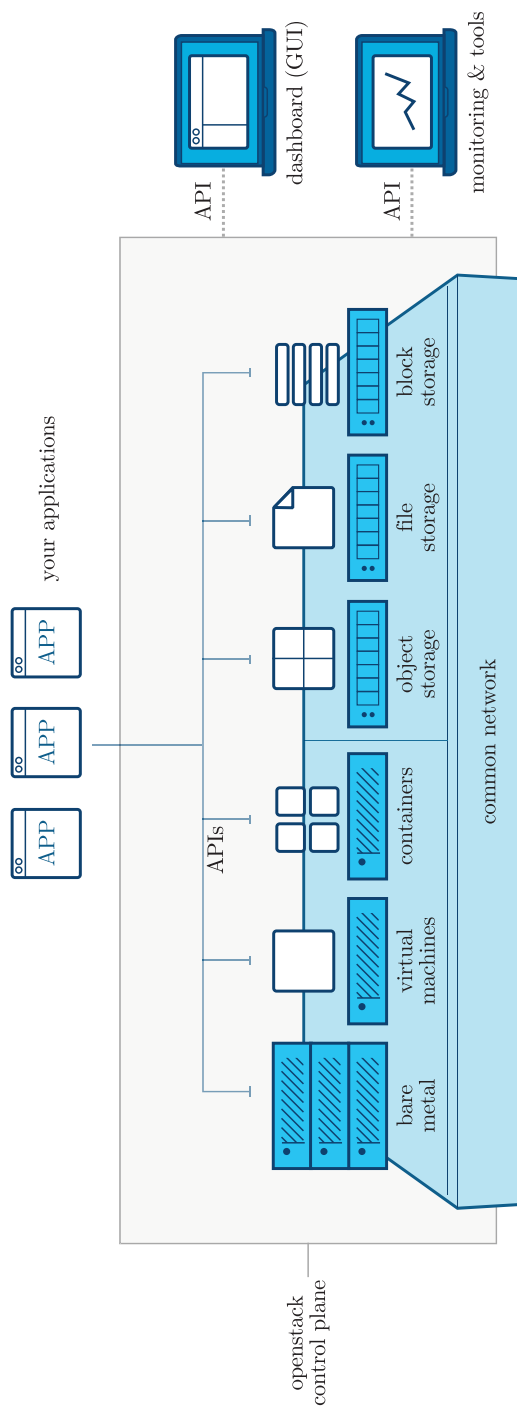 APP
APP
APP
your applications
API
dashboard (GUI)
API
monitoring & tools
APIs
openstack
control plane
bare
metal
virtual
machines
containers
object
storage
file
storage
block
storage
common network